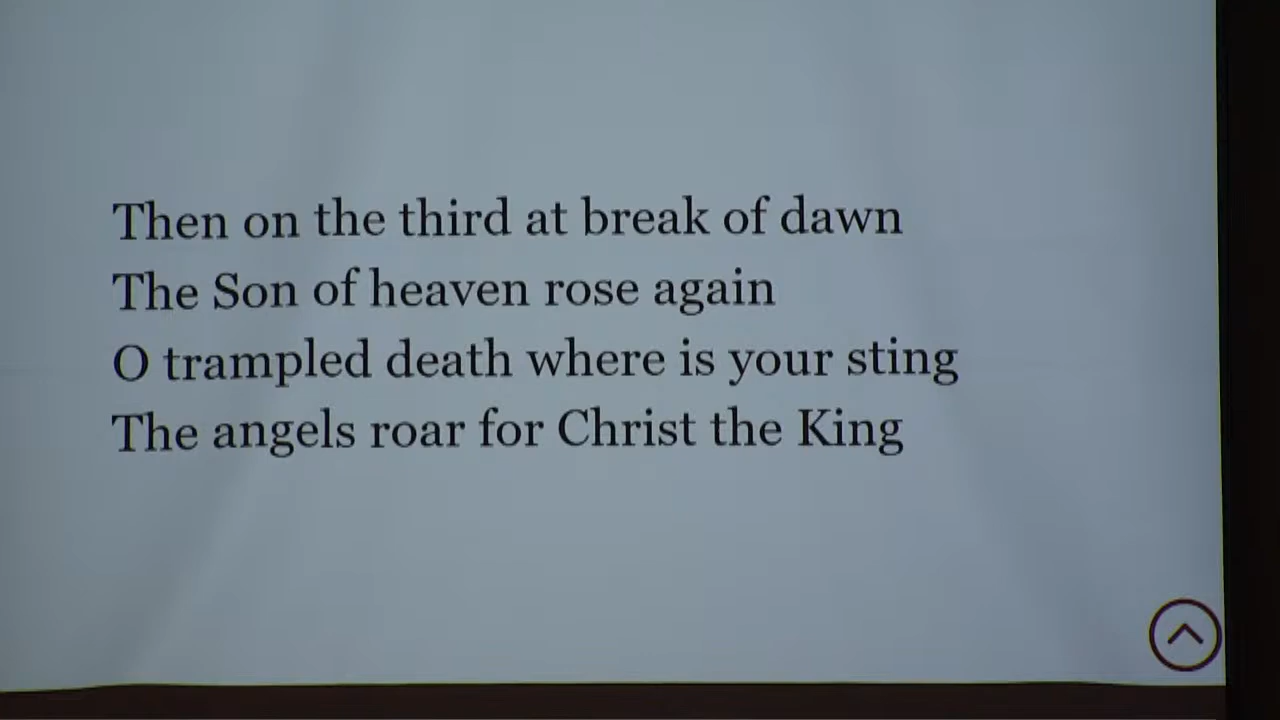 Then on the third at break of dawn
The Son of heaven rose again
O trampled death where is your sting
The angels roar for Christ the King